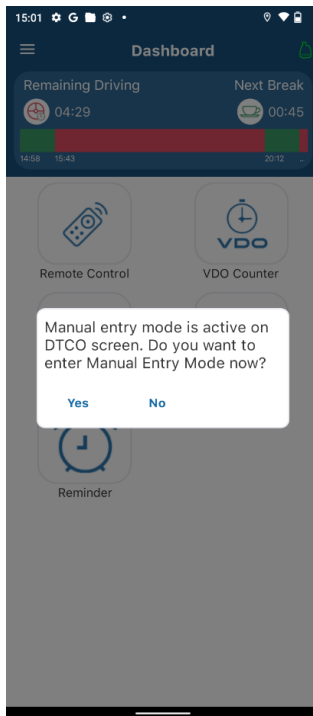 15:01
Dashboard
Remaining Driving
Next Break
04:29
00:45
14:58
15:43
20:12
..
VDO
Remote Control
VDO Counter
Manual entry mode is active on
DTCO screen. Do you want to
enter Manual Entry Mode now?
Yes
No
Reminder